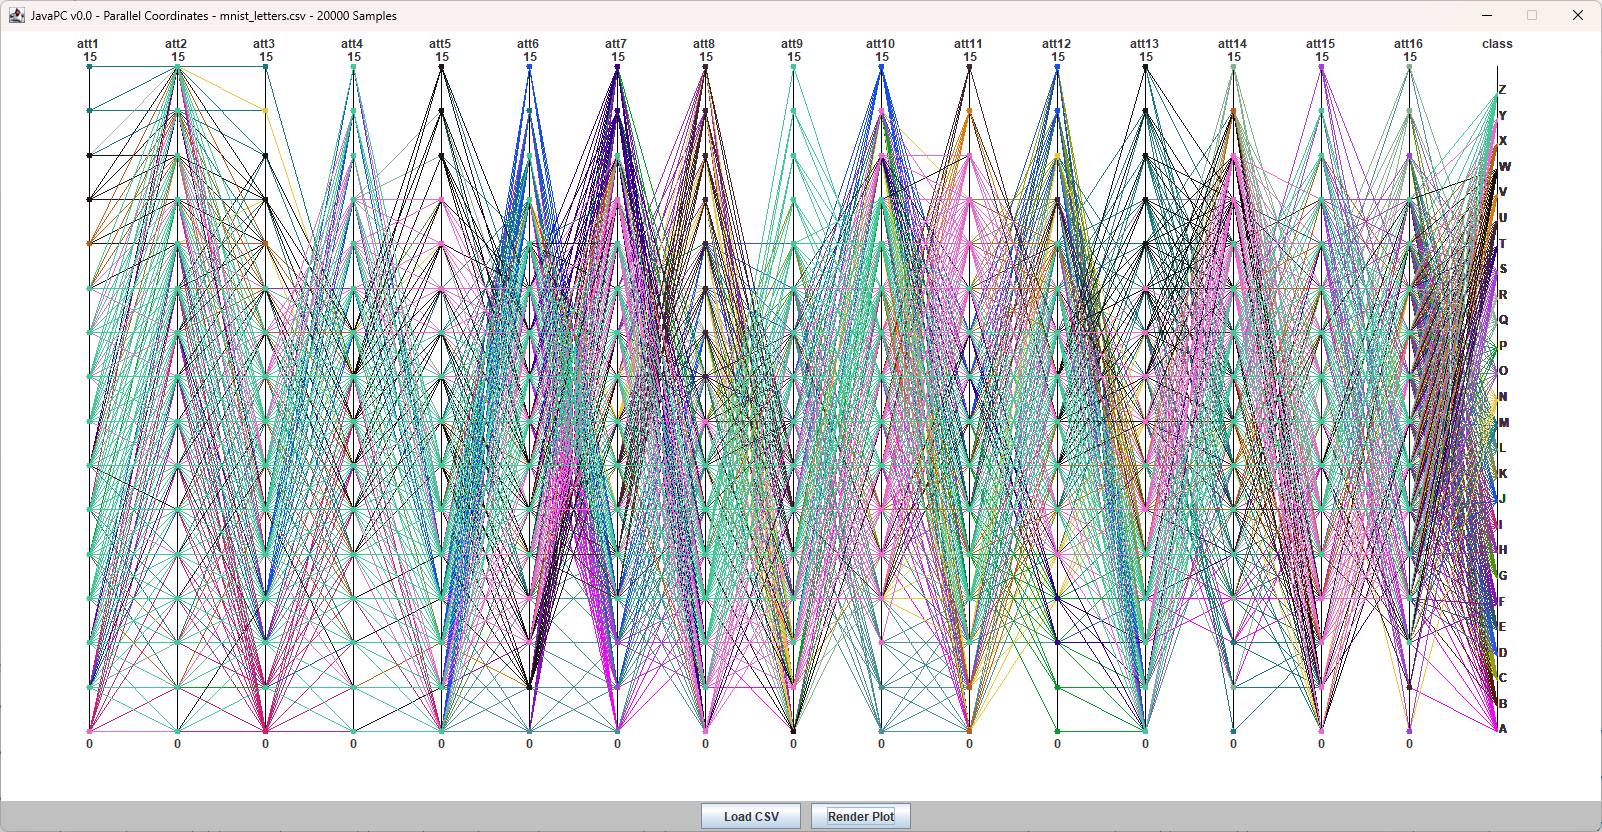 JavaPC v0.0 - Parallel Coordinates - mnist_letters.csv - 20000 Samples
att1 att2 att3 att4 att5 att6 att7 att8 att9 att10 att11 att12 att13 att14 att15 att16 class
15 15 15 15 15 15 15 15 15 15 15 15 15 15 15 15
Z
Y
X
W
V
U
T
S
R
Q
P
O
N
M
L
K
J
I
H
G
F
E
D
C
B
A
0 0 0 0 0 0 0 0 0 0 0 0 0 0 0 0
Load CSV Render Plot